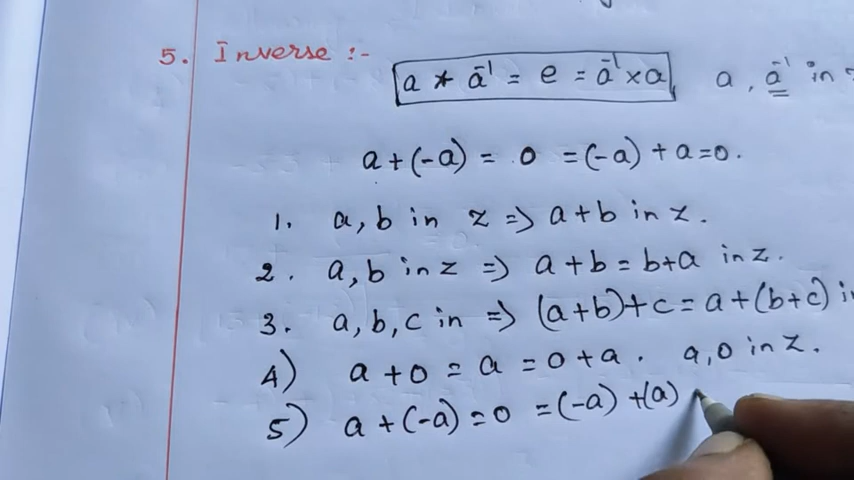 5. Inverse :-
a * a⁻¹ = e = a⁻¹ × a, a, a⁻¹ in
a + (-a) = 0 = (-a) + a = 0.
1. a, b in z => a + b in z.
2. a, b in z => a + b = b + a in z.
3. a, b, c in => (a+b)+c = a+(b+c) in
4) a + 0 = a = 0 + a. a, 0 in z.
5) a + (-a) = 0 = (-a) + (a)